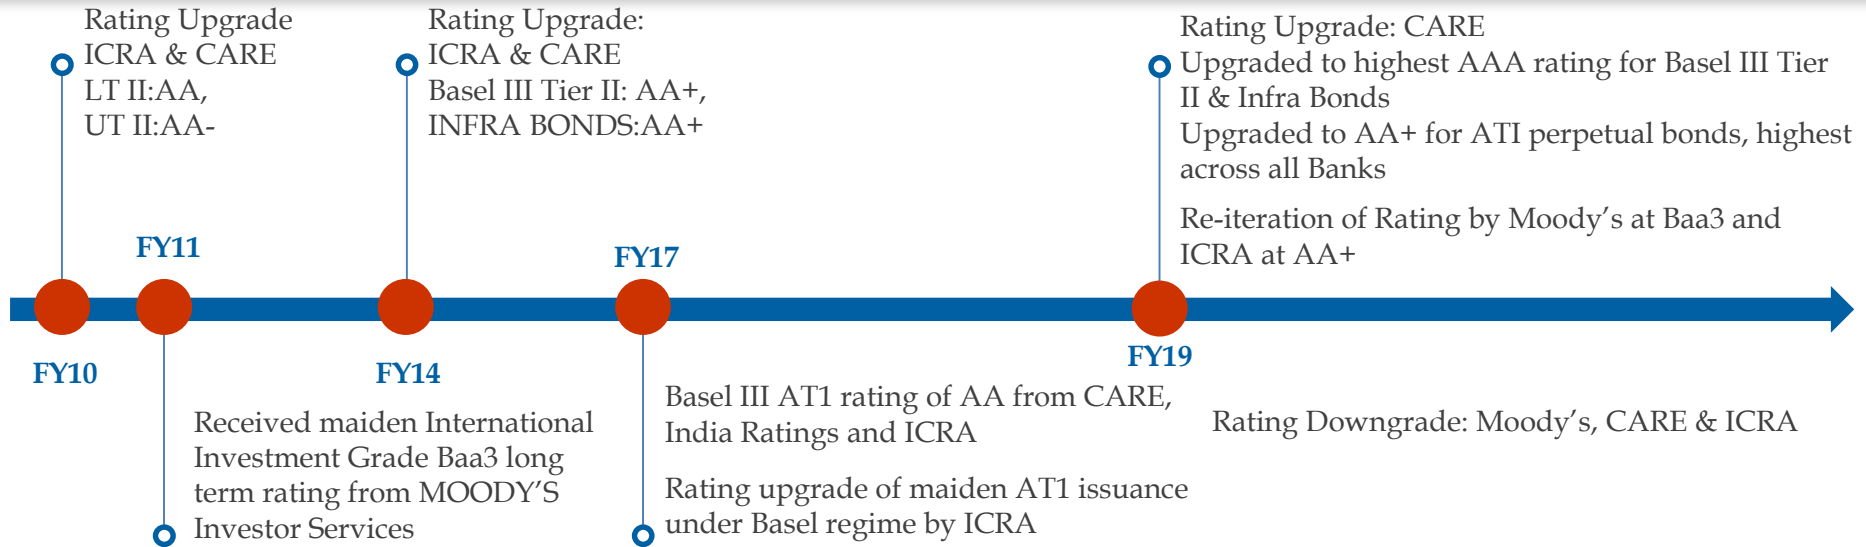 Rating Upgrade
ICRA & CARE
LT II:AA,
UT II:AA-
Rating Upgrade:
ICRA & CARE
Basel III Tier II: AA+,
INFRA BONDS:AA+
Rating Upgrade: CARE
Upgraded to highest AAA rating for Basel III Tier
II & Infra Bonds
Upgraded to AA+ for ATI perpetual bonds, highest
across all Banks
Re-iteration of Rating by Moody’s at Baa3 and
ICRA at AA+
FY11
FY17
FY10
FY14
FY19
Received maiden International
Investment Grade Baa3 long
term rating from MOODY’S
Investor Services
Basel III AT1 rating of AA from CARE,
India Ratings and ICRA
Rating upgrade of maiden AT1 issuance
under Basel regime by ICRA
Rating Downgrade: Moody’s, CARE & ICRA